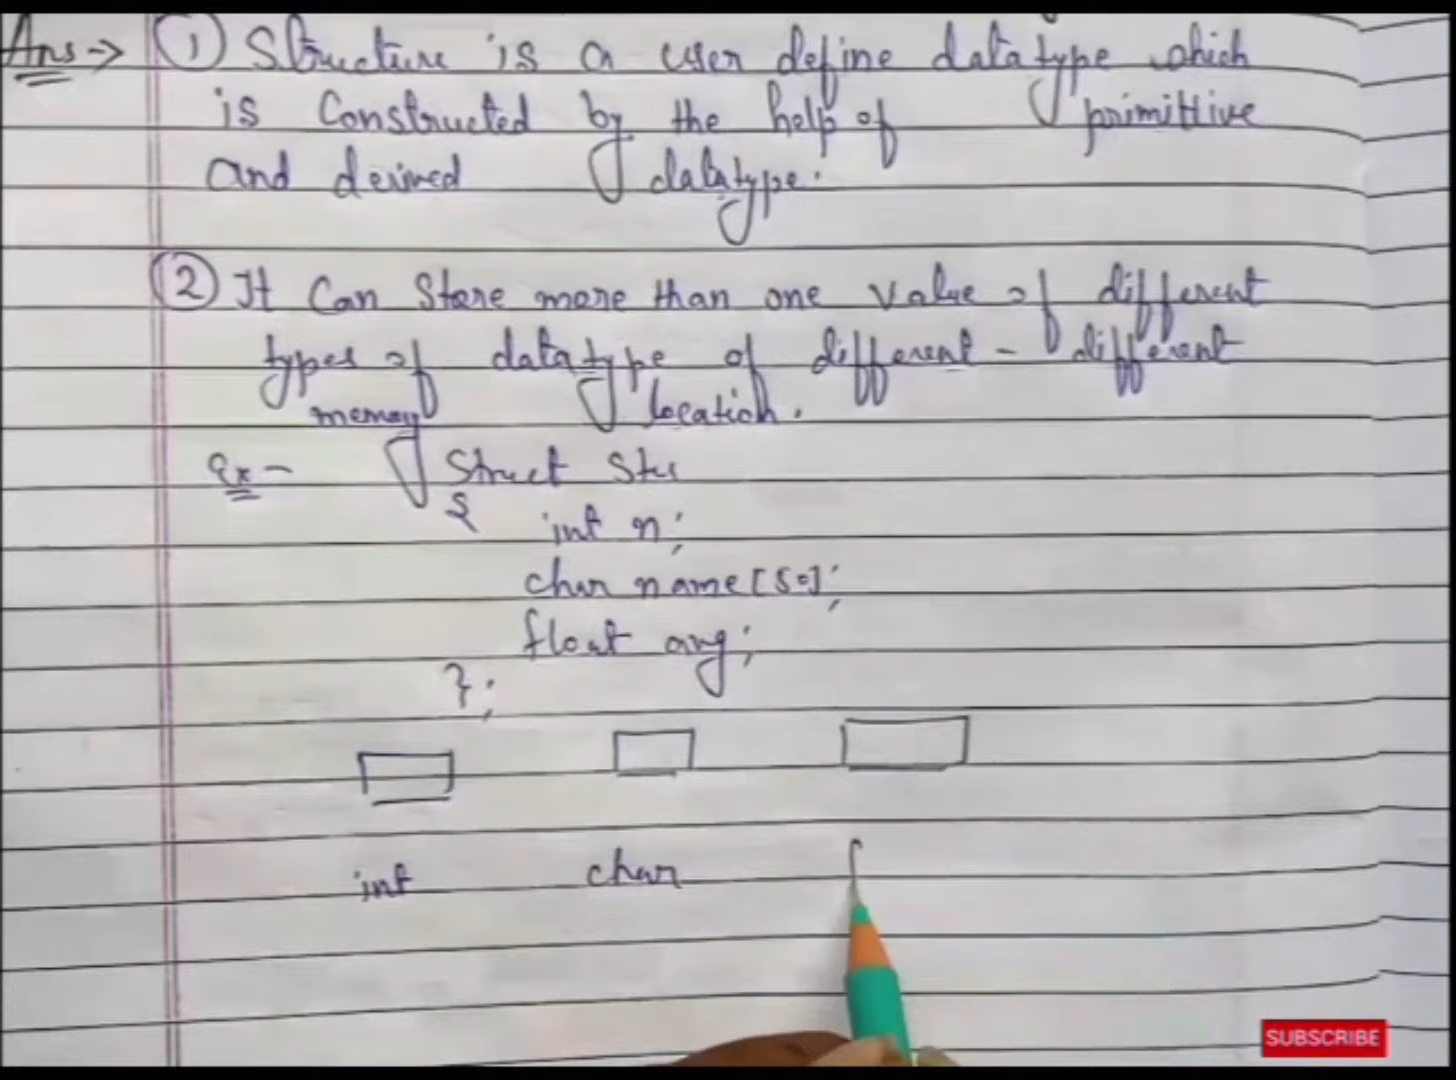 Ans → ① Structure is a user define datatype which
is Constructed by the help of primittive
and derived datatype.
② It Can Store more than one value of different
types of datatype of different - different
memory location.
Ex - Struct Stu
{
int n;
char name[50];
float avg;
};
int char f
SUBSCRIBE